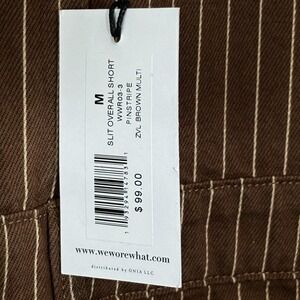 M
SLIT OVERALL SHORT
WWR03-3
PINSTRIPE
ZVL BROWN MULTI
$ 99.00
www.weworewhat.com
distributed by ONIA LLC